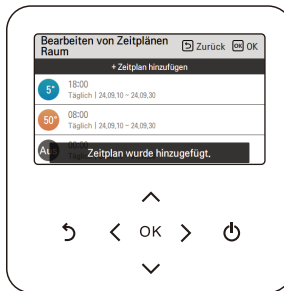 Bearbeiten von Zeitplänen
Raum
Zurück OK OK
+ Zeitplan hinzufügen
5° 18:00
Täglich | 24,09,10 ~ 24,09,30
50° 08:00
Täglich | 24,09,10 ~ 24,09,30
Zeitplan wurde hinzugefügt.
OK